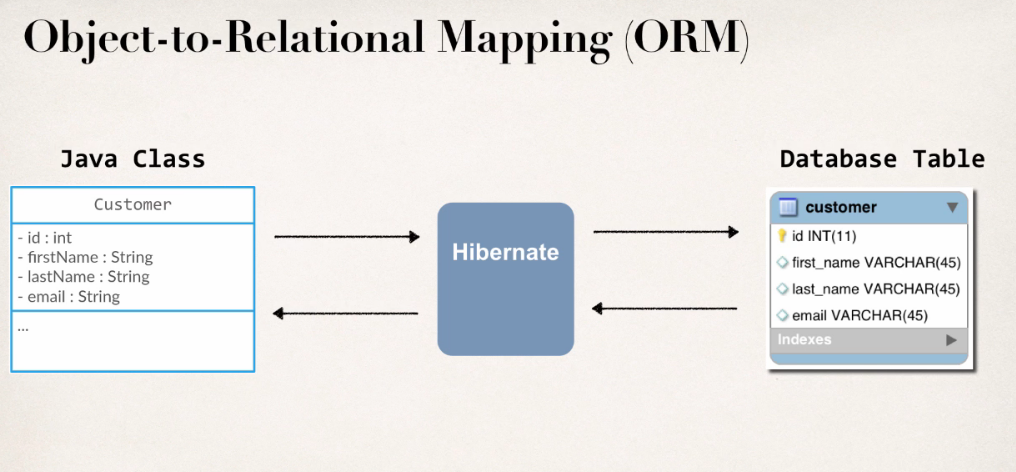 Object-to-Relational Mapping (ORM)
Java Class
Customer
- id : int
- firstName : String
- lastName : String
- email : String
...
Hibernate
Database Table
customer
id INT(11)
first_name VARCHAR(45)
last_name VARCHAR(45)
email VARCHAR(45)
Indexes